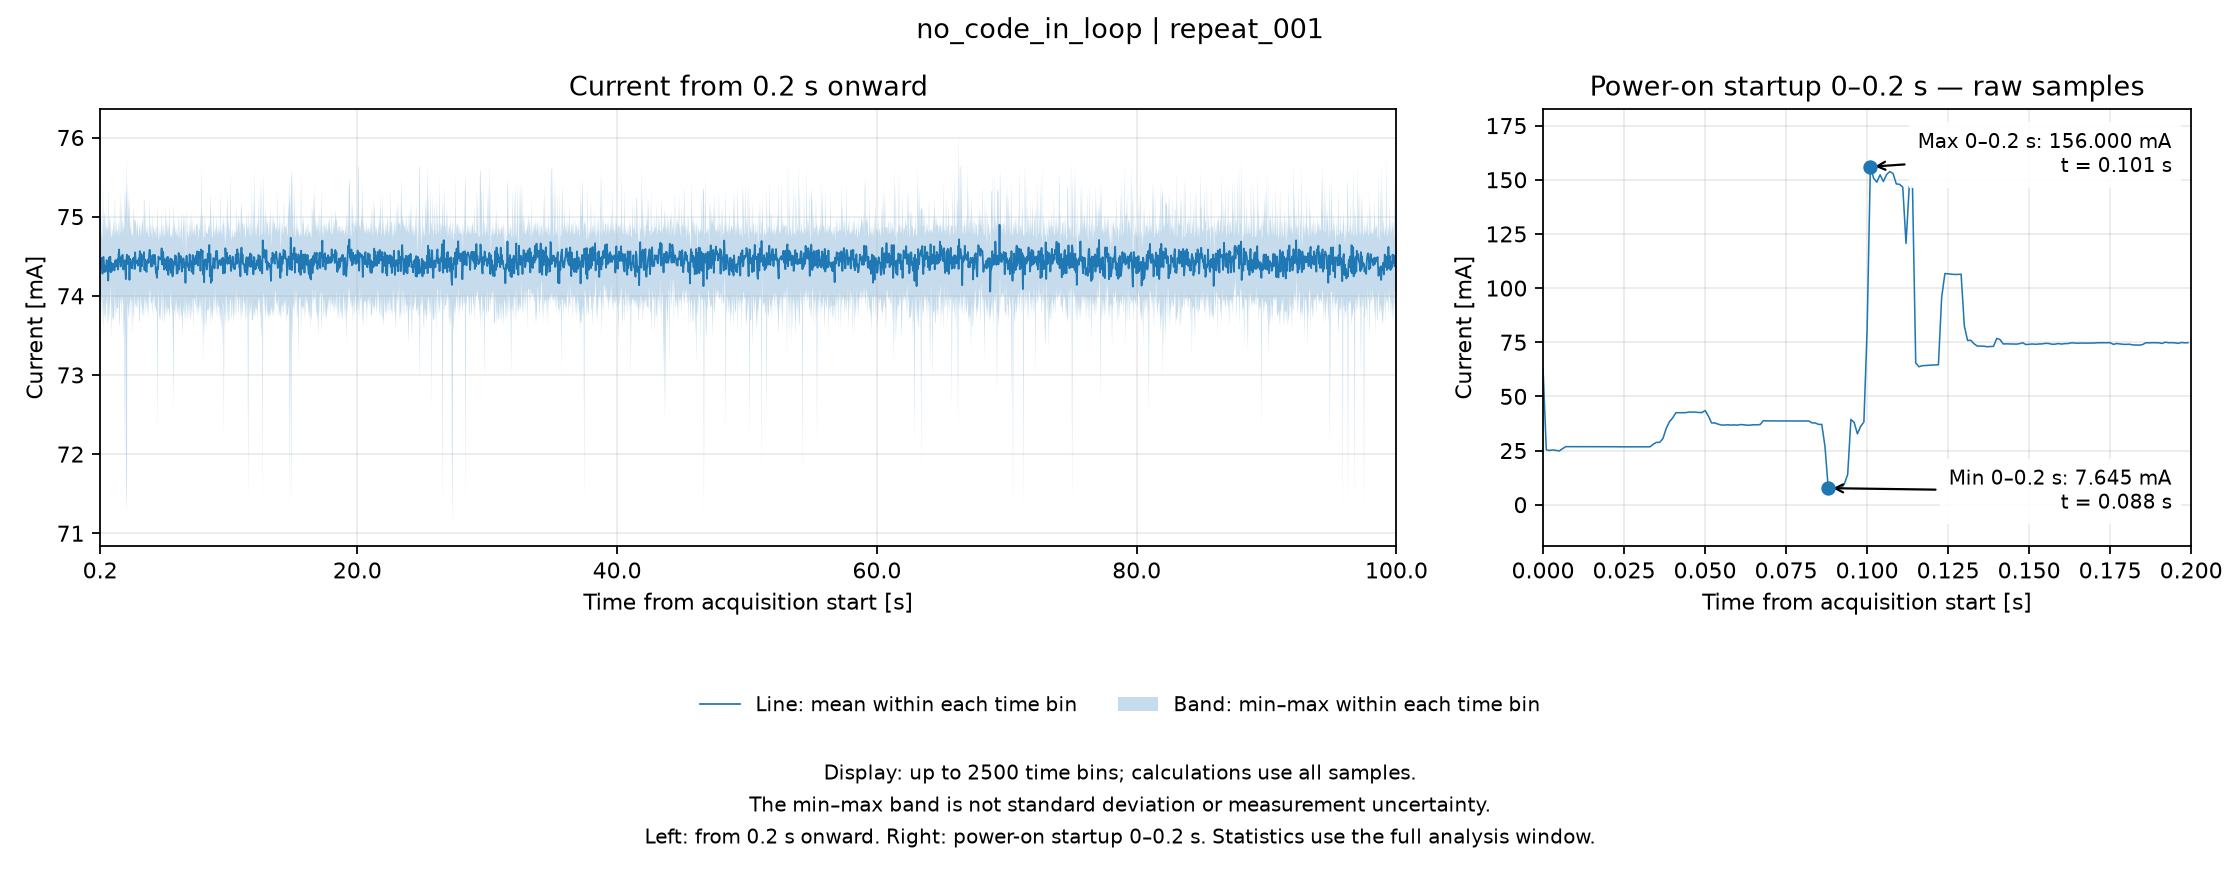 no_code_in_loop | repeat_001
Current from 0.2 s onward
76
75
74
73
72
71
Current [mA]
0.2
20.0
40.0
60.0
80.0
100.0
Time from acquisition start [s]
Power-on startup 0–0.2 s — raw samples
175
150
125
100
75
50
25
0
Current [mA]
Max 0–0.2 s: 156.000 mA
t = 0.101 s
Min 0–0.2 s: 7.645 mA
t = 0.088 s
0.000
0.025
0.050
0.075
0.100
0.125
0.150
0.175
0.200
Time from acquisition start [s]
Line: mean within each time bin
Band: min–max within each time bin
Display: up to 2500 time bins; calculations use all samples.
The min–max band is not standard deviation or measurement uncertainty.
Left: from 0.2 s onward. Right: power-on startup 0–0.2 s. Statistics use the full analysis window.